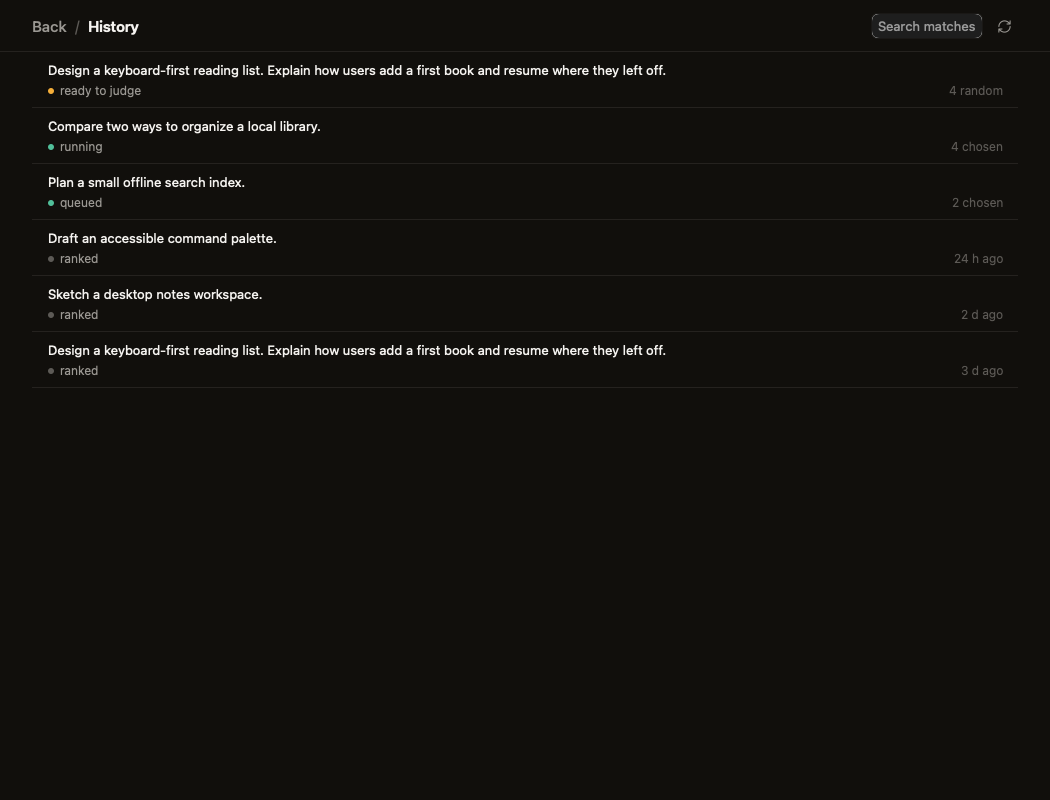 Back / History
Search matches
Design a keyboard-first reading list. Explain how users add a first book and resume where they left off.
ready to judge
4 random
Compare two ways to organize a local library.
running
4 chosen
Plan a small offline search index.
queued
2 chosen
Draft an accessible command palette.
ranked
24 h ago
Sketch a desktop notes workspace.
ranked
2 d ago
Design a keyboard-first reading list. Explain how users add a first book and resume where they left off.
ranked
3 d ago